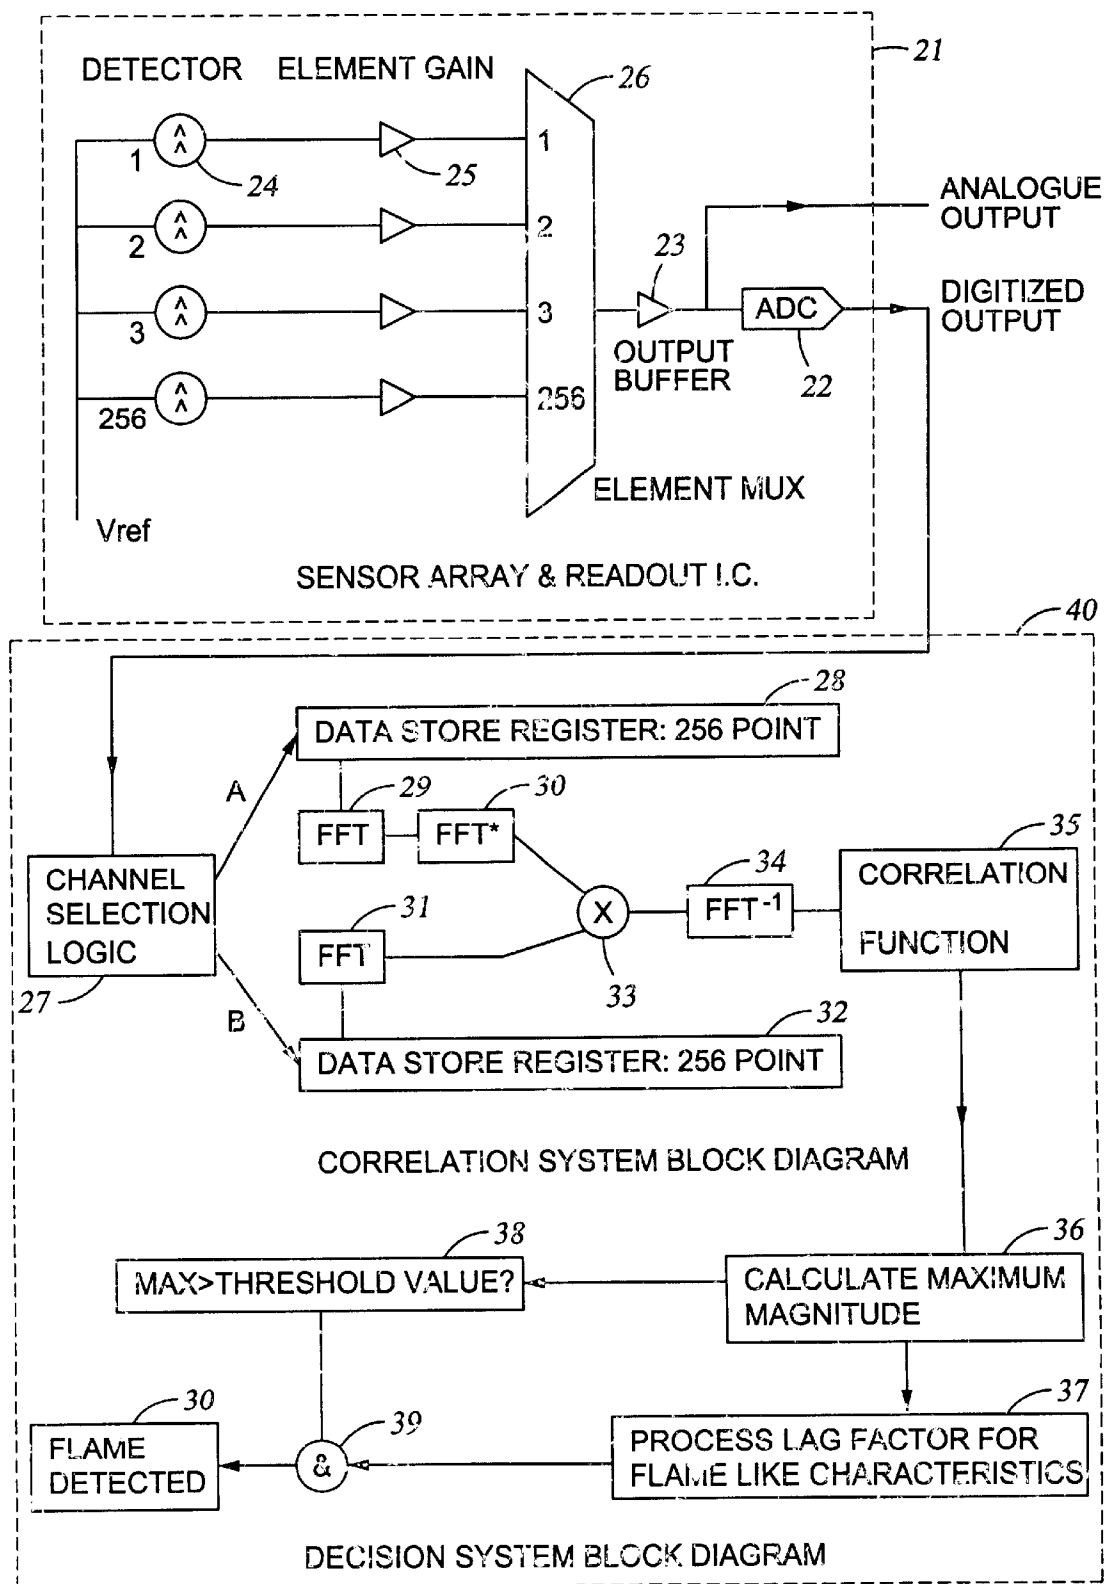 21
DETECTOR
ELEMENT GAIN
26
1
24
25
1
2
2
3
3
256
256
Vref
ELEMENT MUX
23
OUTPUT
BUFFER
ADC
22
ANALOGUE
OUTPUT
DIGITIZED
OUTPUT
SENSOR ARRAY & READOUT I.C.
40
28
DATA STORE REGISTER: 256 POINT
A
29
FFT
30
FFT*
CHANNEL
SELECTION
LOGIC
27
B
31
FFT
X
33
34
FFT-1
35
CORRELATION
FUNCTION
32
DATA STORE REGISTER: 256 POINT
CORRELATION SYSTEM BLOCK DIAGRAM
38
MAX>THRESHOLD VALUE?
36
CALCULATE MAXIMUM
MAGNITUDE
30
FLAME
DETECTED
&
39
37
PROCESS LAG FACTOR FOR
FLAME LIKE CHARACTERISTICS
DECISION SYSTEM BLOCK DIAGRAM